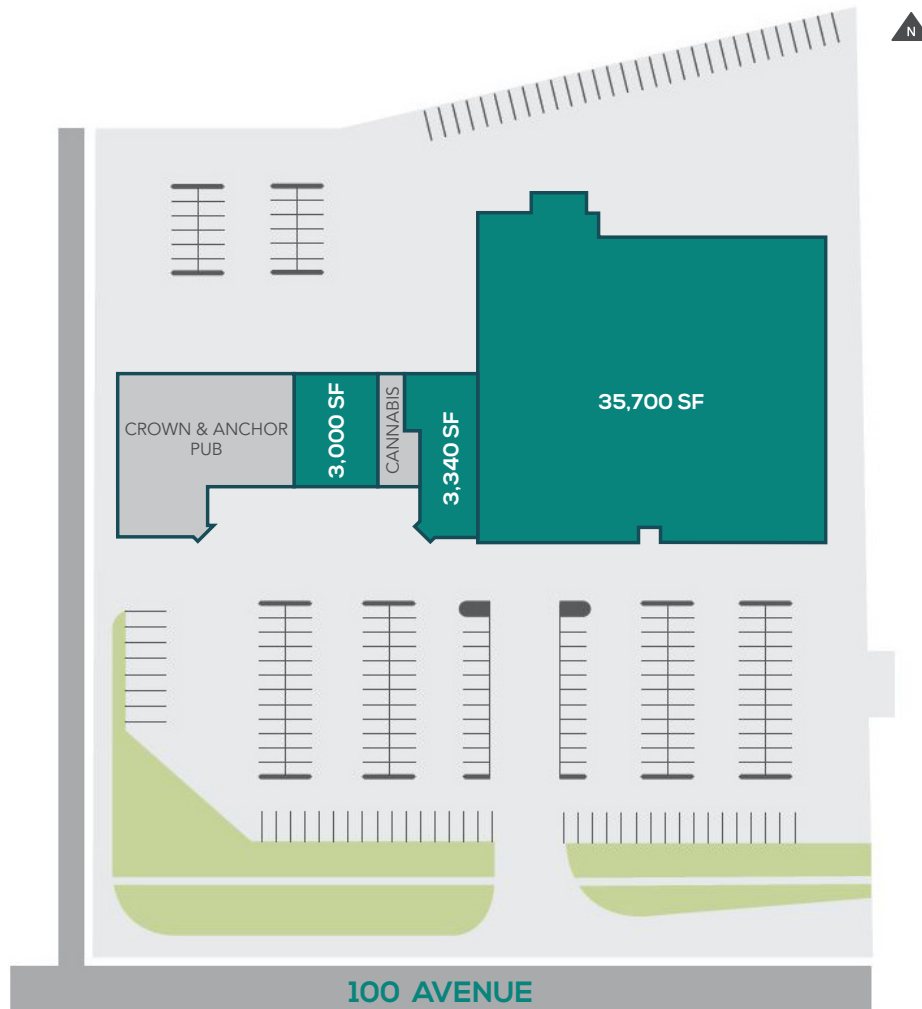 N
CROWN & ANCHOR
PUB
3,000 SF
CANNABIS
3,340 SF
35,700 SF
100 AVENUE